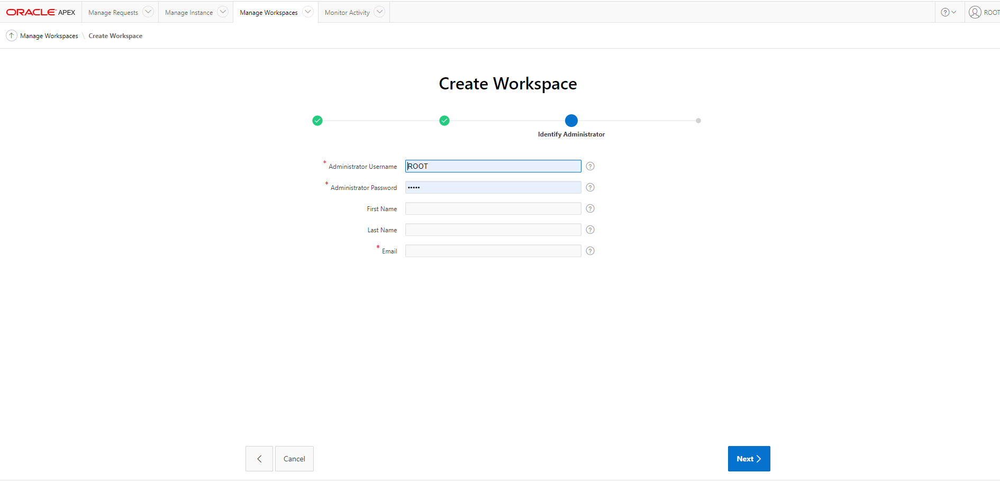 ORACLE APEX Manage Requests Manage Instance Manage Workspaces Monitor Activity ? ROOT
Manage Workspaces \ Create Workspace
Create Workspace
Identify Administrator
* Administrator Username ROOT ?
* Administrator Password ••••• ?
First Name ?
Last Name ?
* Email ?
Cancel Next